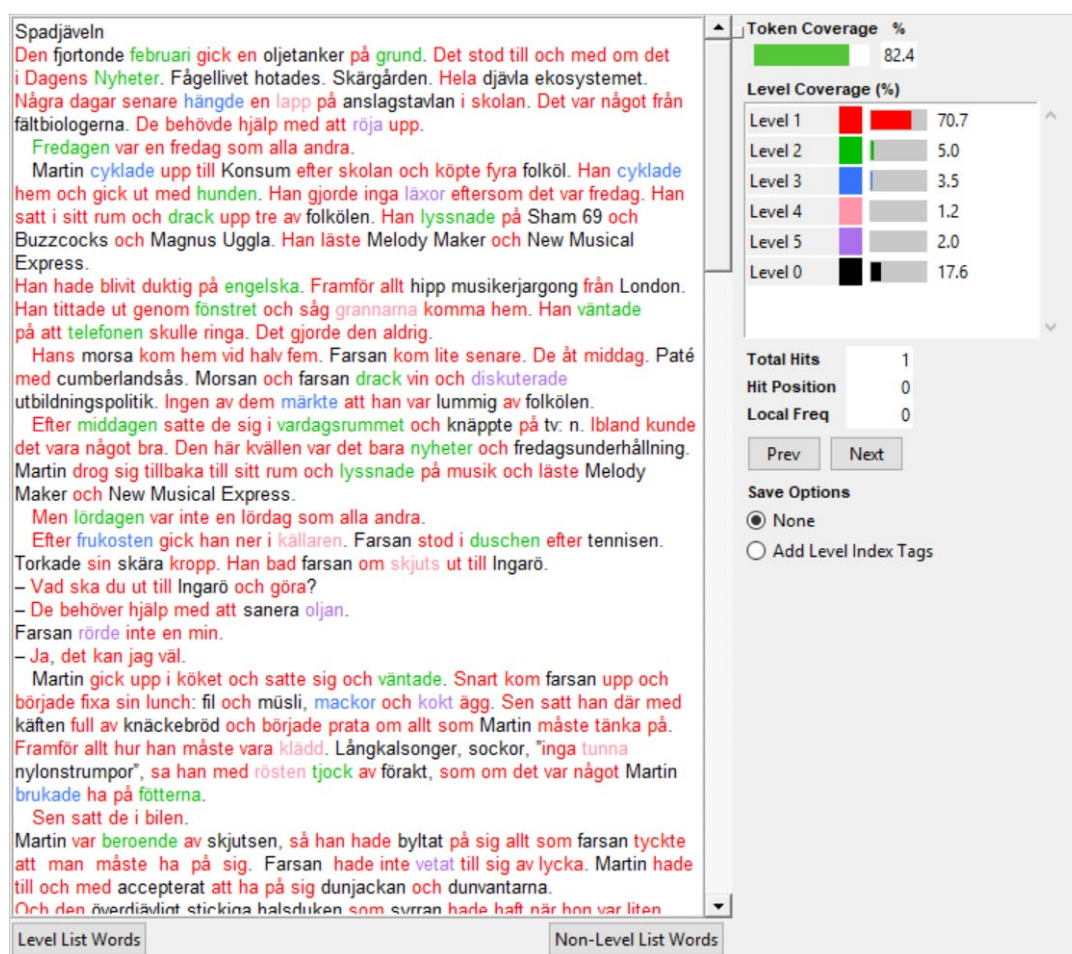 Spadjäveln
Den fjortonde februari gick en oljetanker på grund. Det stod till och med om det
i Dagens Nyheter. Fågellivet hotades. Skärgården. Hela djävla ekosystemet.
Några dagar senare hängde en lapp på anslagstavlan i skolan. Det var något från
fältbiologerna. De behövde hjälp med att röja upp.
Fredagen var en fredag som alla andra.
Martin cyklade upp till Konsum efter skolan och köpte fyra folköl. Han cyklade
hem och gick ut med hunden. Han gjorde inga läxor eftersom det var fredag. Han
satt i sitt rum och drack upp tre av folkölen. Han lyssnade på Sham 69 och
Buzzcocks och Magnus Uggla. Han läste Melody Maker och New Musical
Express.
Han hade blivit duktig på engelska. Framför allt hipp musikerjargong från London.
Han tittade ut genom fönstret och såg grannarna komma hem. Han väntade
på att telefonen skulle ringa. Det gjorde den aldrig.
Hans morsa kom hem vid halv fem. Farsan kom lite senare. De åt middag. Paté
med cumberlandsås. Morsan och farsan drack vin och diskuterade
utbildningspolitik. Ingen av dem märkte att han var lummig av folkölen.
Efter middagen satte de sig i vardagsrummet och knäppte på tv: n. Ibland kunde
det vara något bra. Den här kvällen var det bara nyheter och fredagsunderhållning.
Martin drog sig tillbaka till sitt rum och lyssnade på musik och läste Melody
Maker och New Musical Express.
Men lördagen var inte en lördag som alla andra.
Efter frukosten gick han ner i källaren. Farsan stod i duschen efter tennisen.
Torkade sin skära kropp. Han bad farsan om skjuts ut till Ingarö.
– Vad ska du ut till Ingarö och göra?
– De behöver hjälp med att sanera oljan.
Farsan rörde inte en min.
– Ja, det kan jag väl.
Martin gick upp i köket och satte sig och väntade. Snart kom farsan upp och
började fixa sin lunch: fil och müsli, mackor och kokt ägg. Sen satt han där med
käften full av knäckebröd och började prata om allt som Martin måste tänka på.
Framför allt hur han måste vara klädd. Långkalsonger, sockor, "inga tunna
nylonstrumpor", sa han med rösten tjock av förakt, som om det var något Martin
brukade ha på fötterna.
Sen satt de i bilen.
Martin var beroende av skjutsen, så han hade byltat på sig allt som farsan tyckte
att man måste ha på sig. Farsan hade inte vetat till sig av lycka. Martin hade
till och med accepterat att ha på sig dunjackan och dunvantarna.
Och den överdjävligt stickiga halsduken som syrran hade haft när hon var liten
Level List Words
Non-Level List Words
Token Coverage %
82.4
Level Coverage (%)
Level 1 70.7
Level 2 5.0
Level 3 3.5
Level 4 1.2
Level 5 2.0
Level 0 17.6
Total Hits 1
Hit Position 0
Local Freq 0
Prev Next
Save Options
None
Add Level Index Tags